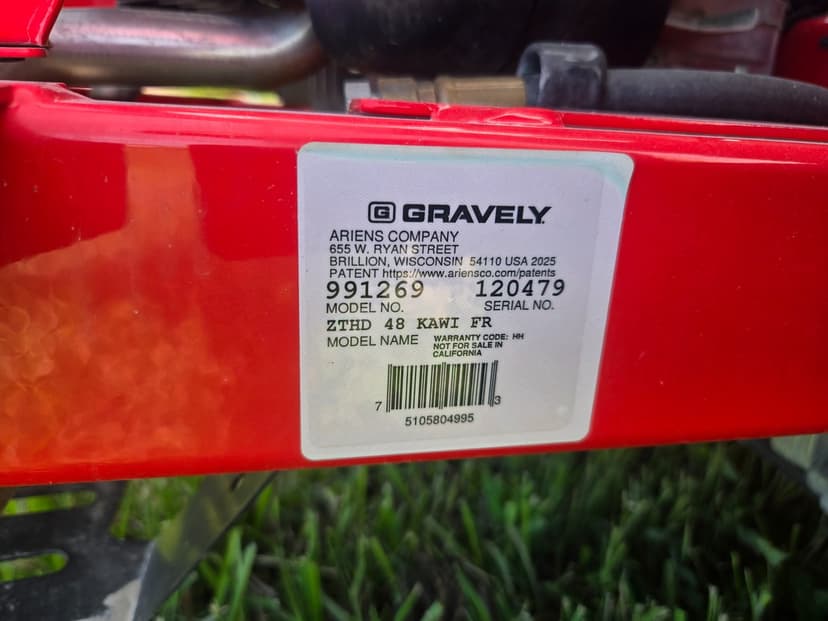 G GRAVELY
ARIENS COMPANY
655 W. RYAN STREET
BRILLION, WISCONSIN 54110 USA 2025
PATENT https://www.ariensco.com/patents
991269 120479
MODEL NO. SERIAL NO.
ZTHD 48 KAWI FR
MODEL NAME WARRANTY CODE: HH
NOT FOR SALE IN
CALIFORNIA
7 3
5105804995